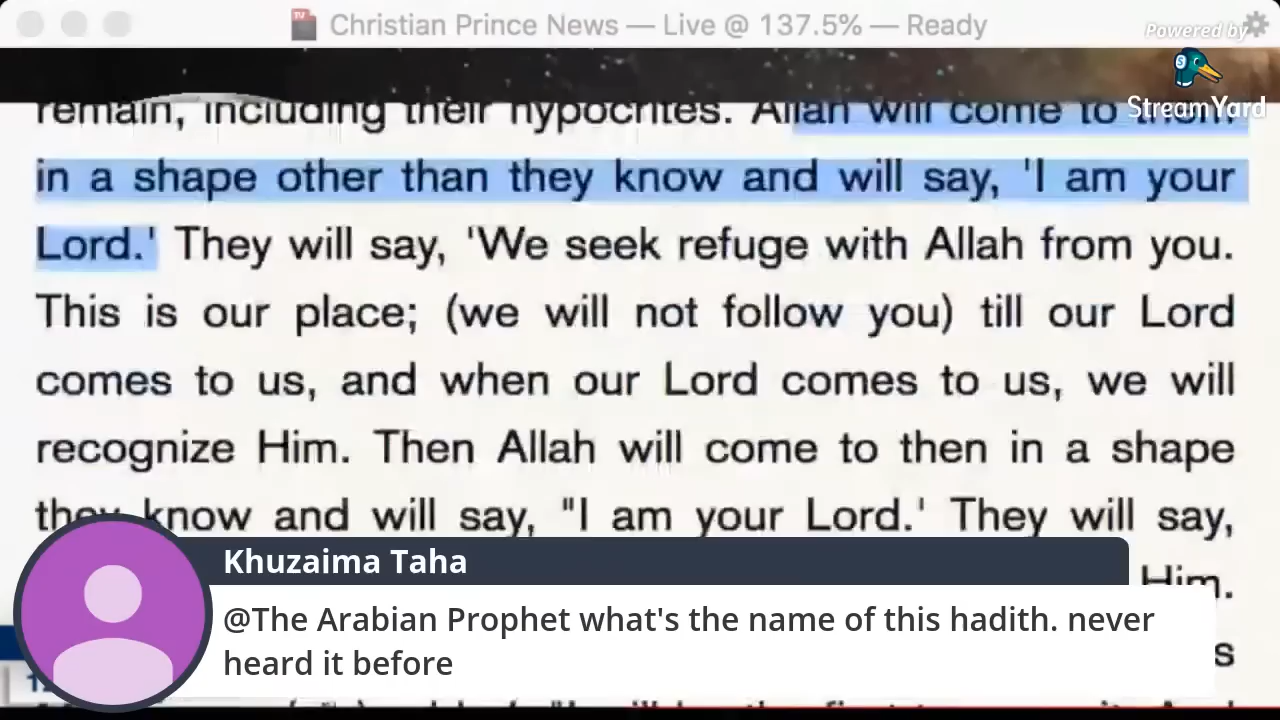 Christian Prince News — Live @ 137.5% — Ready
Powered by
StreamYard
remain, including their hypocrites. Allah will come to them
in a shape other than they know and will say, 'I am your
Lord.' They will say, 'We seek refuge with Allah from you.
This is our place; (we will not follow you) till our Lord
comes to us, and when our Lord comes to us, we will
recognize Him. Then Allah will come to then in a shape
they know and will say, "I am your Lord.' They will say,
Him.
Khuzaima Taha
@The Arabian Prophet what's the name of this hadith. never
heard it before